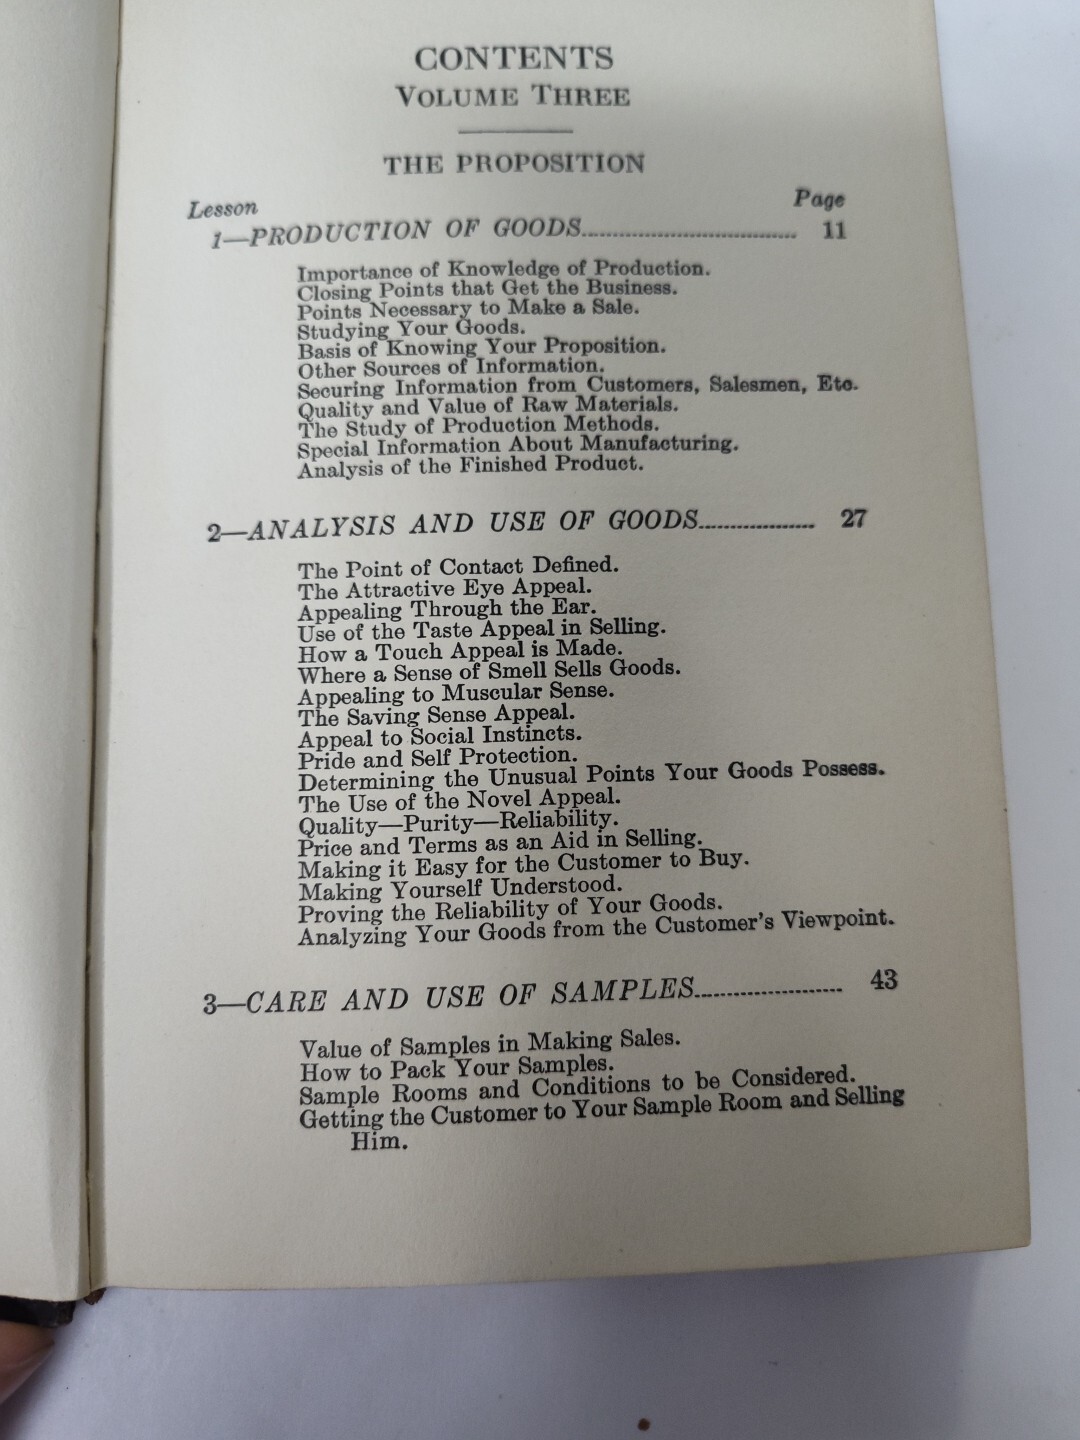 CONTENTS
VOLUME THREE
THE PROPOSITION
Lesson Page
1—PRODUCTION OF GOODS........ 11
Importance of Knowledge of Production.
Closing Points that Get the Business.
Points Necessary to Make a Sale.
Studying Your Goods.
Basis of Knowing Your Proposition.
Other Sources of Information.
Securing Information from Customers, Salesmen, Etc.
Quality and Value of Raw Materials.
The Study of Production Methods.
Special Information About Manufacturing.
Analysis of the Finished Product.
2—ANALYSIS AND USE OF GOODS........ 27
The Point of Contact Defined.
The Attractive Eye Appeal.
Appealing Through the Ear.
Use of the Taste Appeal in Selling.
How a Touch Appeal is Made.
Where a Sense of Smell Sells Goods.
Appealing to Muscular Sense.
The Saving Sense Appeal.
Appeal to Social Instincts.
Pride and Self Protection.
Determining the Unusual Points Your Goods Possess.
The Use of the Novel Appeal.
Quality—Purity—Reliability.
Price and Terms as an Aid in Selling.
Making it Easy for the Customer to Buy.
Making Yourself Understood.
Proving the Reliability of Your Goods.
Analyzing Your Goods from the Customer's Viewpoint.
3—CARE AND USE OF SAMPLES........ 43
Value of Samples in Making Sales.
How to Pack Your Samples.
Sample Rooms and Conditions to be Considered.
Getting the Customer to Your Sample Room and Selling
Him.